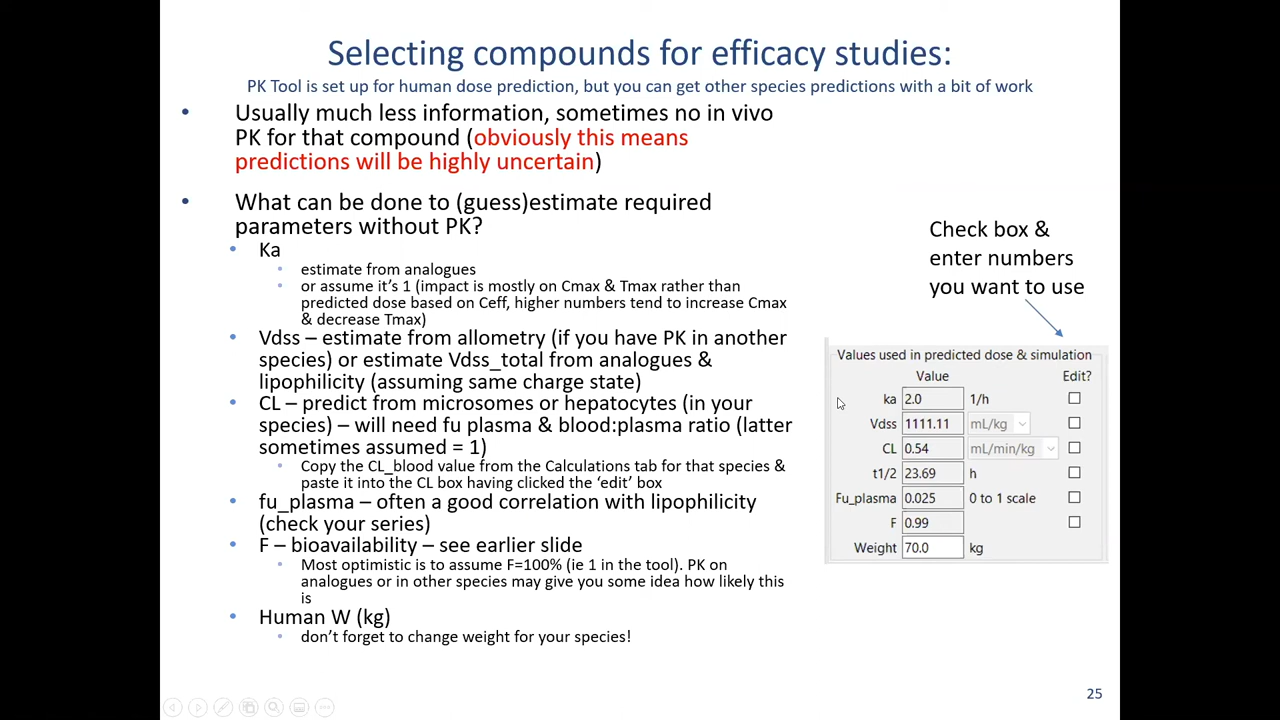 Selecting compounds for efficacy studies:
PK Tool is set up for human dose prediction, but you can get other species predictions with a bit of work
• Usually much less information, sometimes no in vivo
PK for that compound (obviously this means
predictions will be highly uncertain)
• What can be done to (guess)estimate required
parameters without PK?
• Ka
• estimate from analogues
• or assume it's 1 (impact is mostly on Cmax & Tmax rather than
predicted dose based on Ceff, higher numbers tend to increase Cmax
& decrease Tmax)
• Vdss – estimate from allometry (if you have PK in another
species) or estimate Vdss_total from analogues &
lipophilicity (assuming same charge state)
• CL – predict from microsomes or hepatocytes (in your
species) – will need fu plasma & blood:plasma ratio (latter
sometimes assumed = 1)
• Copy the CL_blood value from the Calculations tab for that species &
paste it into the CL box having clicked the 'edit' box
• fu_plasma – often a good correlation with lipophilicity
(check your series)
• F – bioavailability – see earlier slide
• Most optimistic is to assume F=100% (ie 1 in the tool). PK on
analogues or in other species may give you some idea how likely this
is
• Human W (kg)
• don't forget to change weight for your species!
Check box &
enter numbers
you want to use
Values used in predicted dose & simulation
Value Edit?
ka 2.0 1/h
Vdss 1111.11 mL/kg
CL 0.54 mL/min/kg
t1/2 23.69 h
Fu_plasma 0.025 0 to 1 scale
F 0.99
Weight 70.0 kg
25